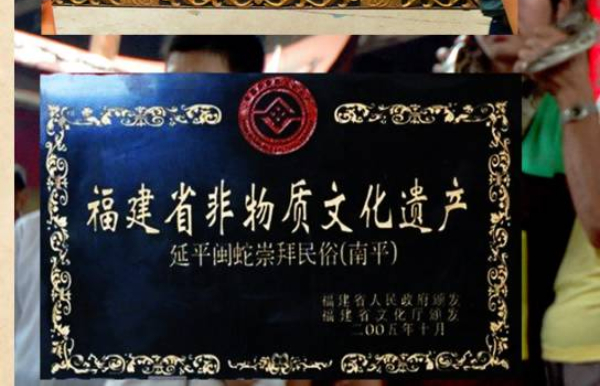 福建省非物质文化遗产
延平闽蛇崇拜民俗(南平)
福建省人民政府颁发
福建省文化厅颁发
二00五年十月